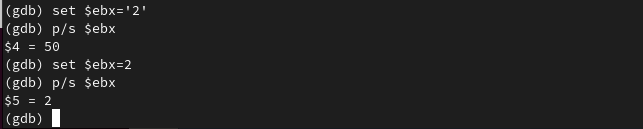 (gdb) set $ebx='2'
(gdb) p/s $ebx
$4 = 50
(gdb) set $ebx=2
(gdb) p/s $ebx
$5 = 2
(gdb)